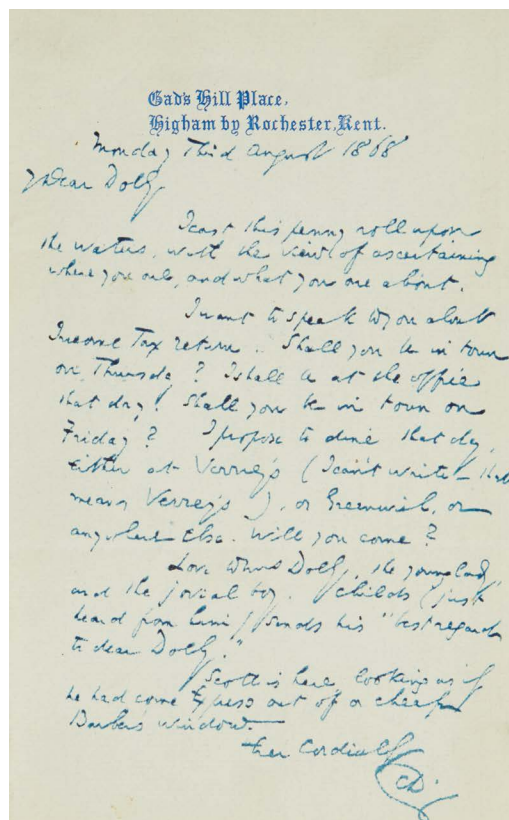 Gad's Hill Place,
Higham by Rochester, Kent.
Monday Third August 1868
My Dear Dolby
I cast this penny roll upon
the waters, with the view of ascertaining
where you are, and what you are about.
I want to speak to you about
Income Tax return. Shall you be in town
on Thursday? I shall be at the office
that day. Shall you be in town on
Friday? I propose to dine that day,
either at Verrey's (I can't write – that
means Verrey's), or Greenwich, or
anywhere else. Will you come?
Love to Mrs Dolby, the young lady,
and the jovial boy. Childs (just
heard from him) sends his "best regards
to dear Dolby."
Scott is here looking as if
he had come express out of a cheap
Barbers window.
Ever Cordially
CD